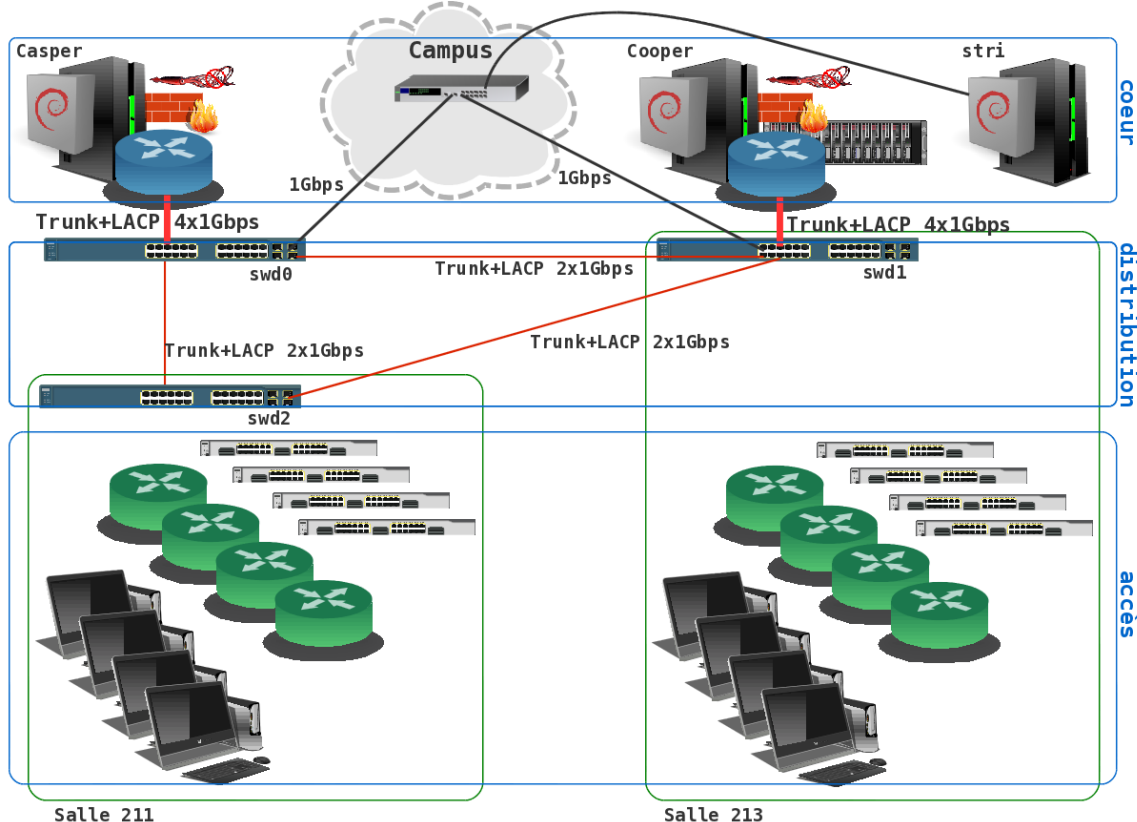 Casper
Campus
Cooper
stri
coeur
1Gbps
1Gbps
Trunk+LACP 4x1Gbps
Trunk+LACP 4x1Gbps
swd0
Trunk+LACP 2x1Gbps
swd1
distribution
Trunk+LACP 2x1Gbps
Trunk+LACP 2x1Gbps
swd2
accès
Salle 211
Salle 213